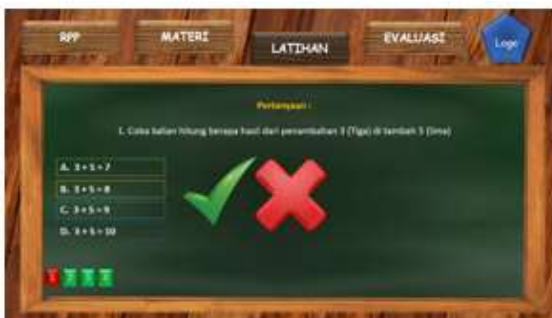 RPP
MATERI
LATIHAN
EVALUASI
Logo
Pertanyaan :
1. Coba kalian hitung berapa hasil dari penambahan 3 (Tiga) di tambah 5 (lima)
A. 3 + 5 = 7
B. 3 + 5 = 8
C. 3 + 5 = 9
D. 3 + 5 = 10